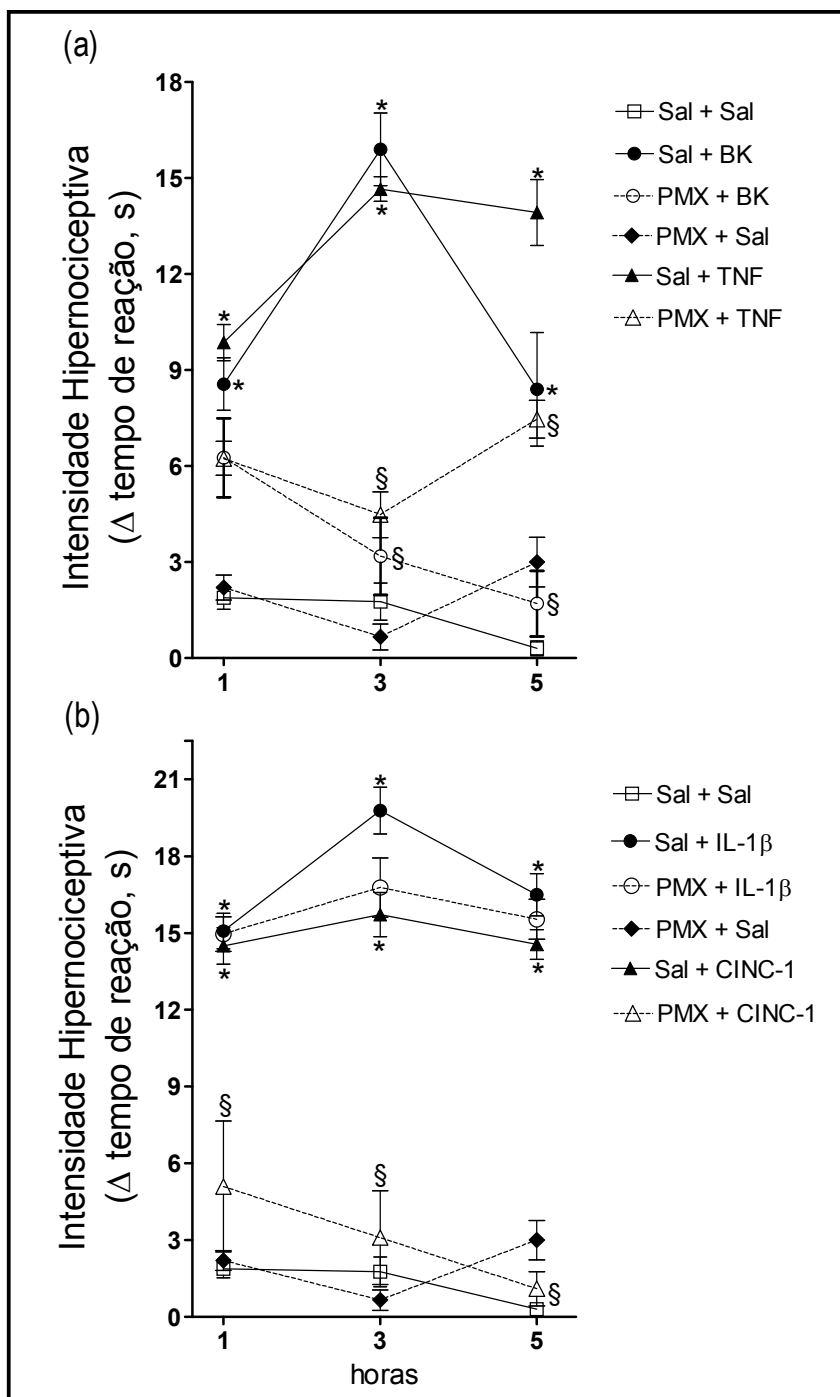 (a)
Intensidade Hipernociceptiva
(Δ tempo de reação, s)
18
15
12
9
6
3
0
1
3
5
*
*
*
*
*
*
§
§
§
§
Sal + Sal
Sal + BK
PMX + BK
PMX + Sal
Sal + TNF
PMX + TNF
(b)
Intensidade Hipernociceptiva
(Δ tempo de reação, s)
21
18
15
12
9
6
3
0
1
3
5
horas
*
*
*
*
*
*
§
§
§
Sal + Sal
Sal + IL-1β
PMX + IL-1β
PMX + Sal
Sal + CINC-1
PMX + CINC-1